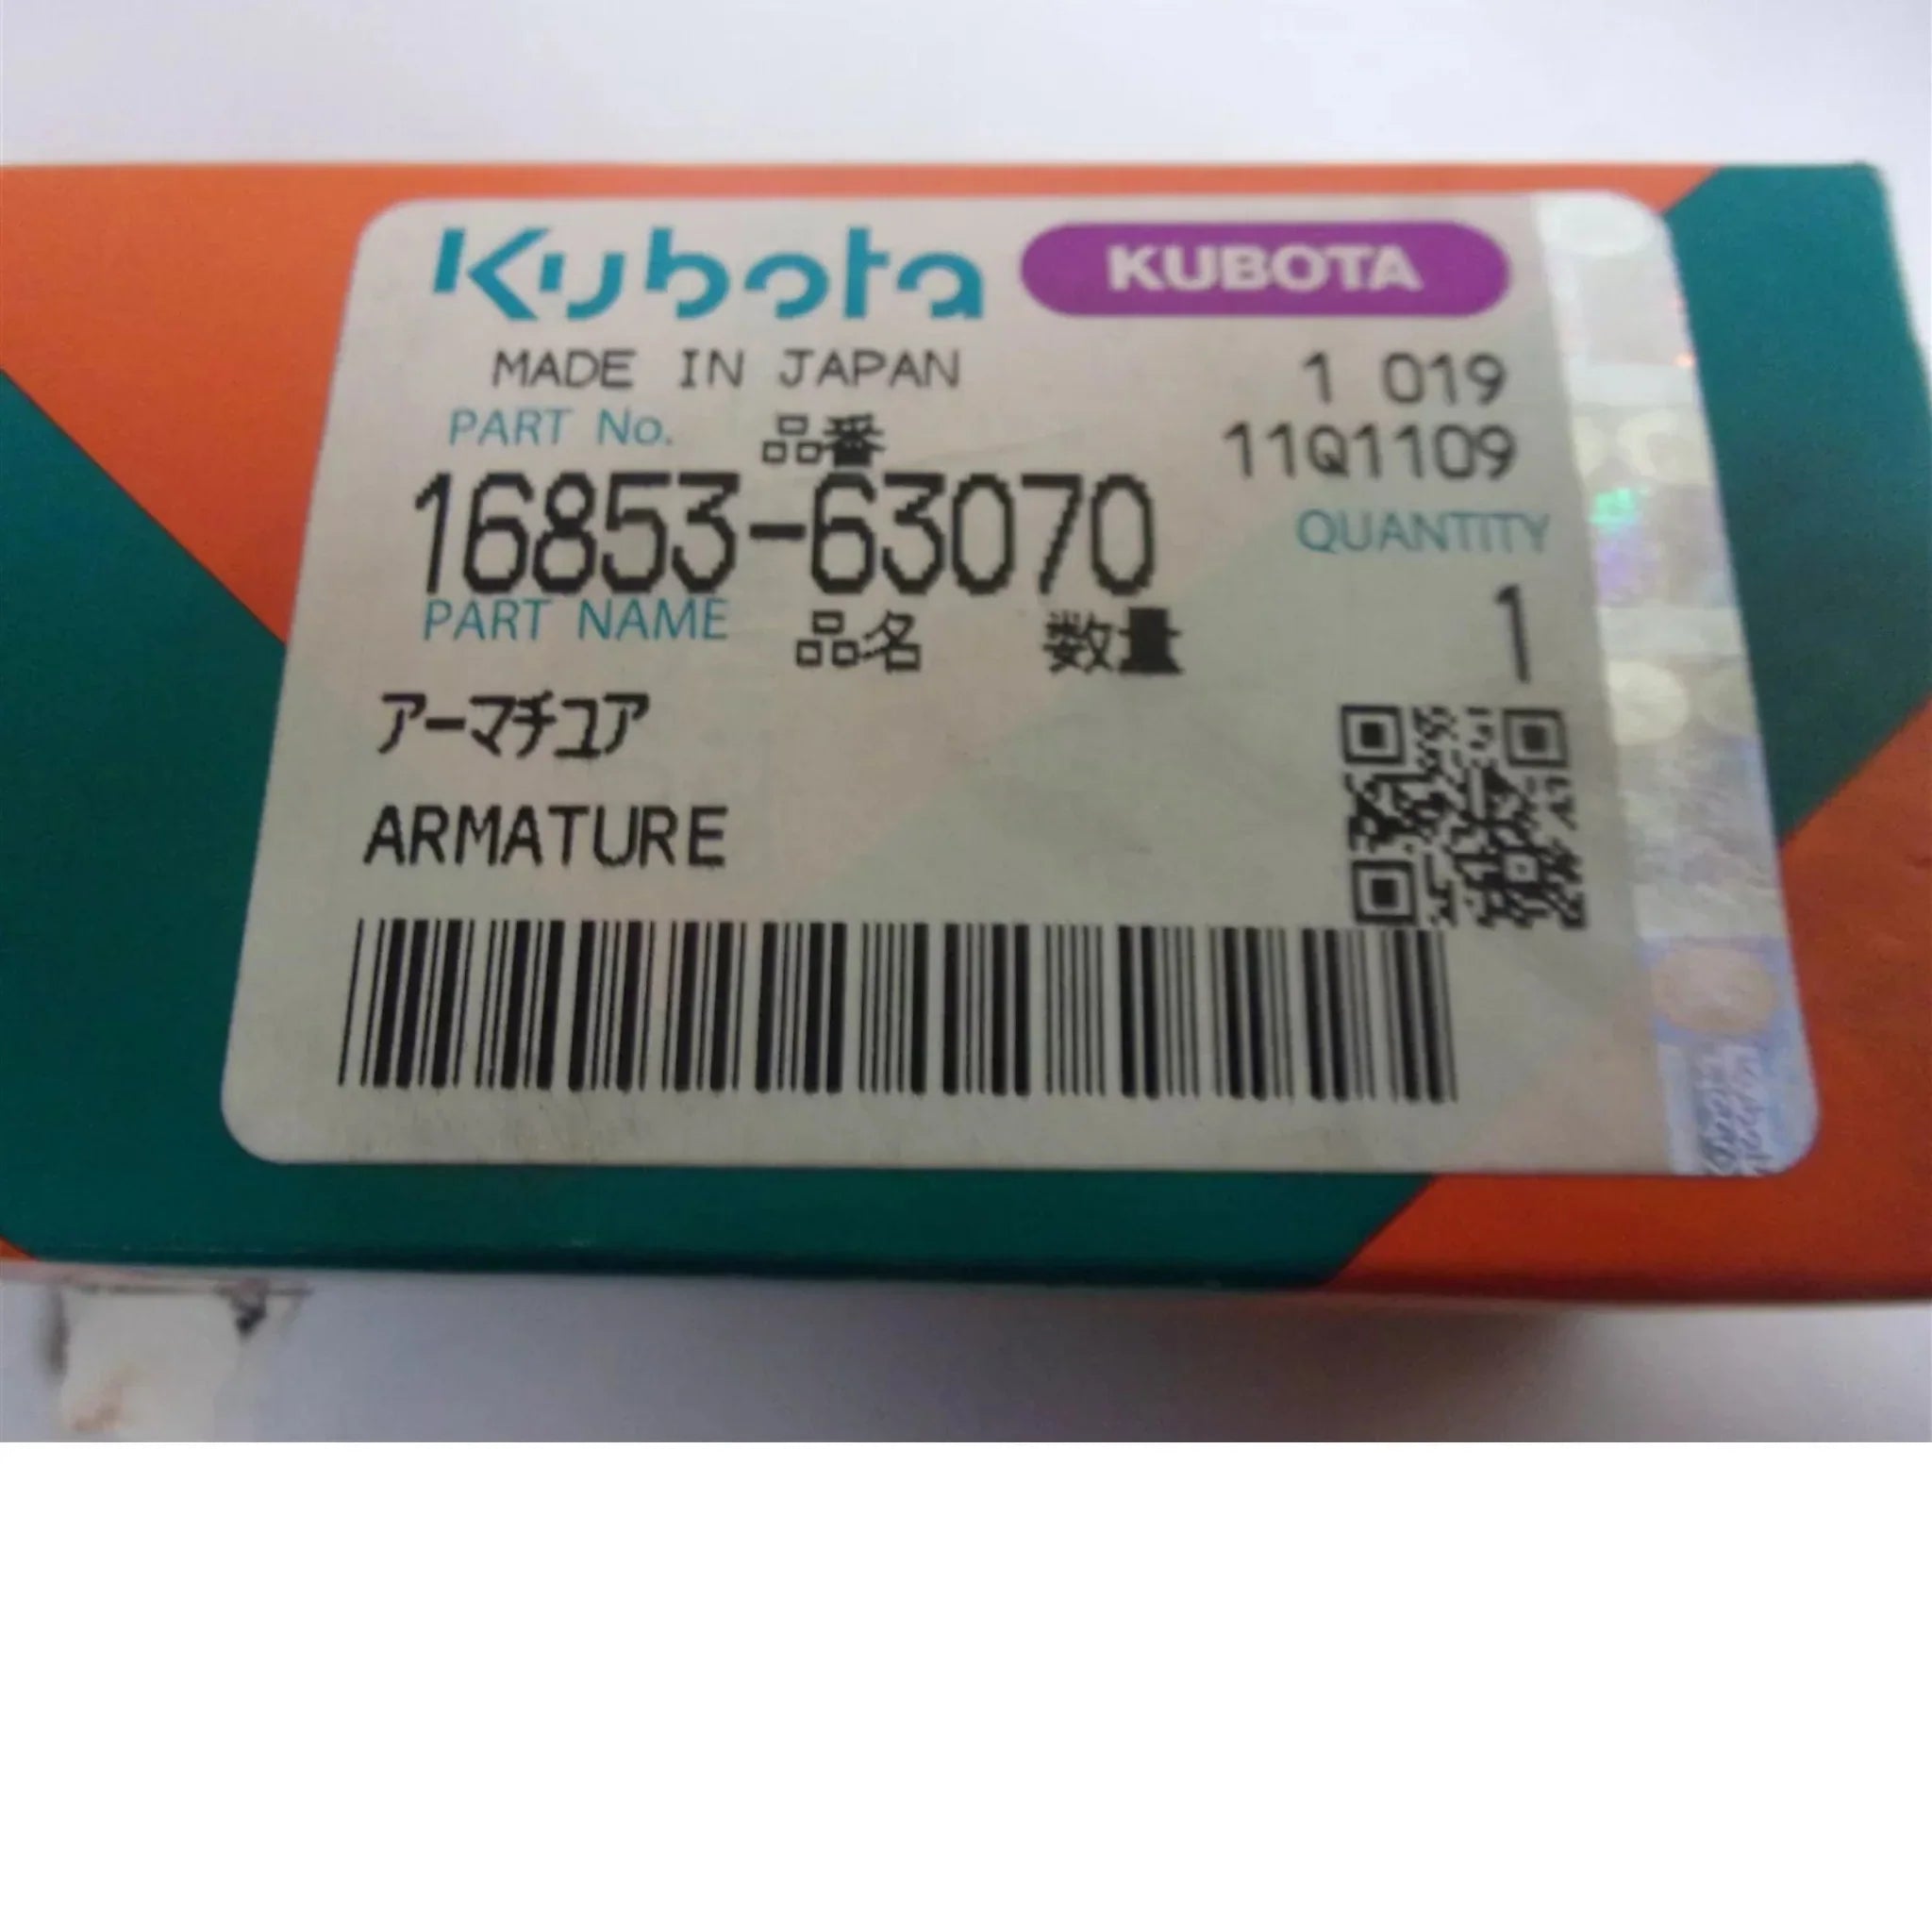 Kubota KUBOTA
MADE IN JAPAN 1 019
PART No. 品番 11Q1109
16853-63070 QUANTITY
PART NAME 品名 数量 1
アーマチュア
ARMATURE